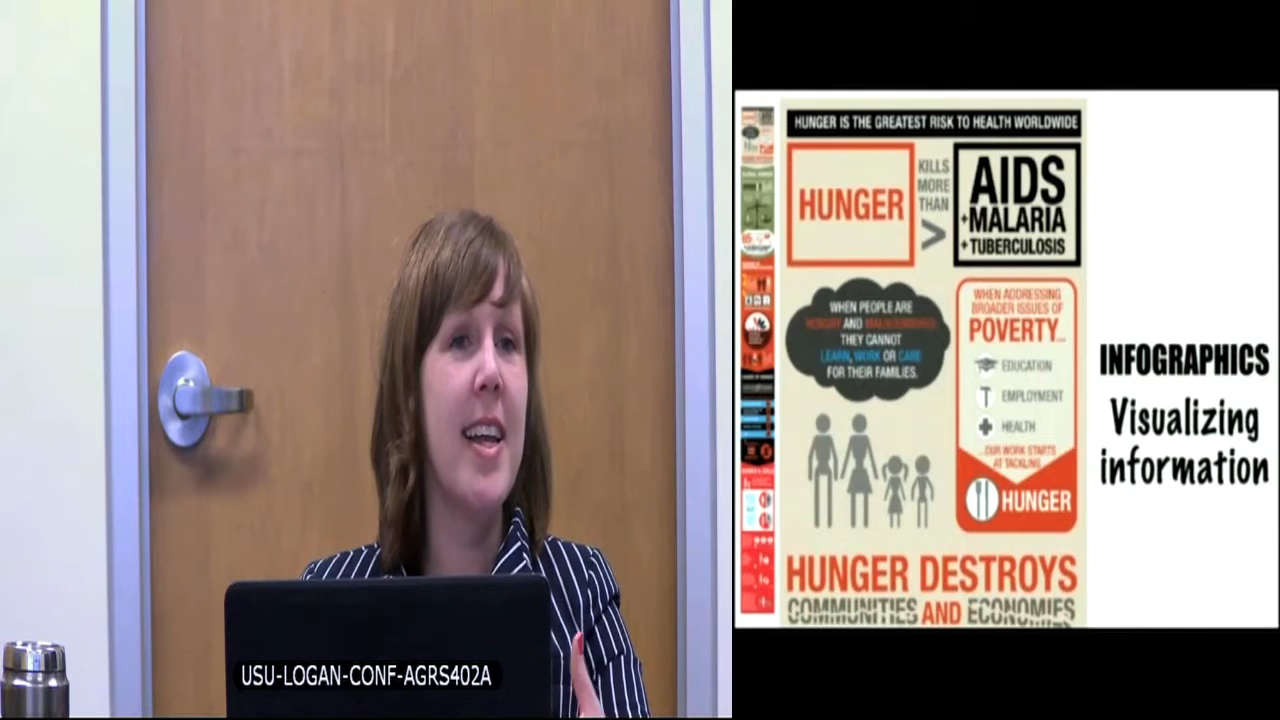 USU-LOGAN-CONF-AGRS402A
HUNGER IS THE GREATEST RISK TO HEALTH WORLDWIDE
HUNGER
KILLS
MORE
THAN
>
AIDS
+MALARIA
+TUBERCULOSIS
WHEN PEOPLE ARE
HUNGRY AND MALNOURISHED
THEY CANNOT
LEARN, WORK OR CARE
FOR THEIR FAMILIES.
WHEN ADDRESSING
BROADER ISSUES OF
POVERTY...
EDUCATION
EMPLOYMENT
HEALTH
...OUR WORK STARTS
AT TACKLING
HUNGER
HUNGER DESTROYS
COMMUNITIES AND ECONOMIES
INFOGRAPHICS
Visualizing
information